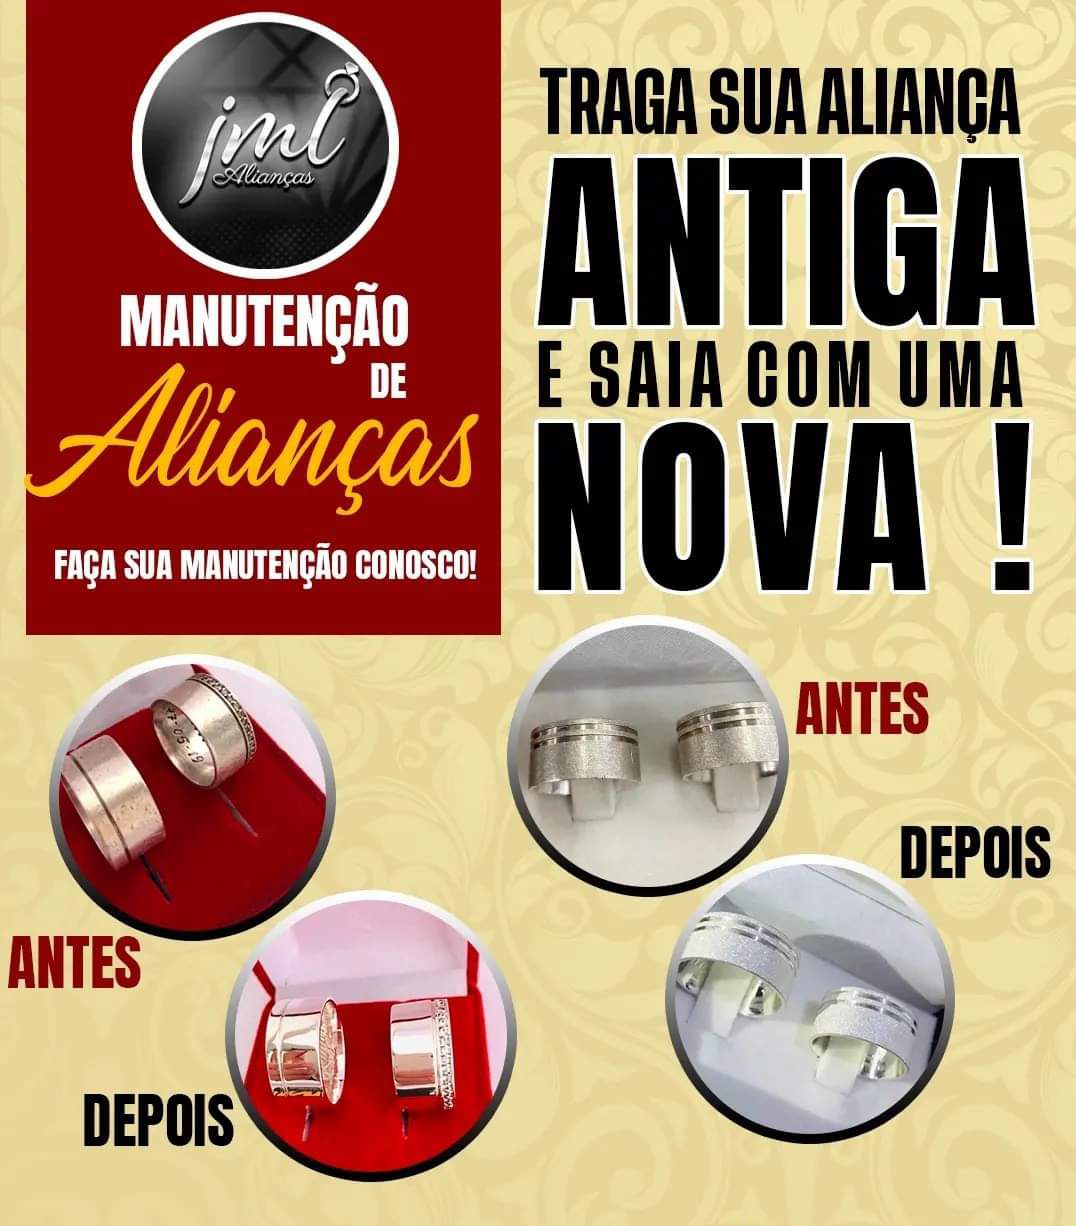 jml
Alianças
MANUTENÇÃO
DE
Alianças
FAÇA SUA MANUTENÇÃO CONOSCO!
TRAGA SUA ALIANÇA
ANTIGA
E SAIA COM UMA
NOVA !
ANTES
DEPOIS
ANTES
DEPOIS